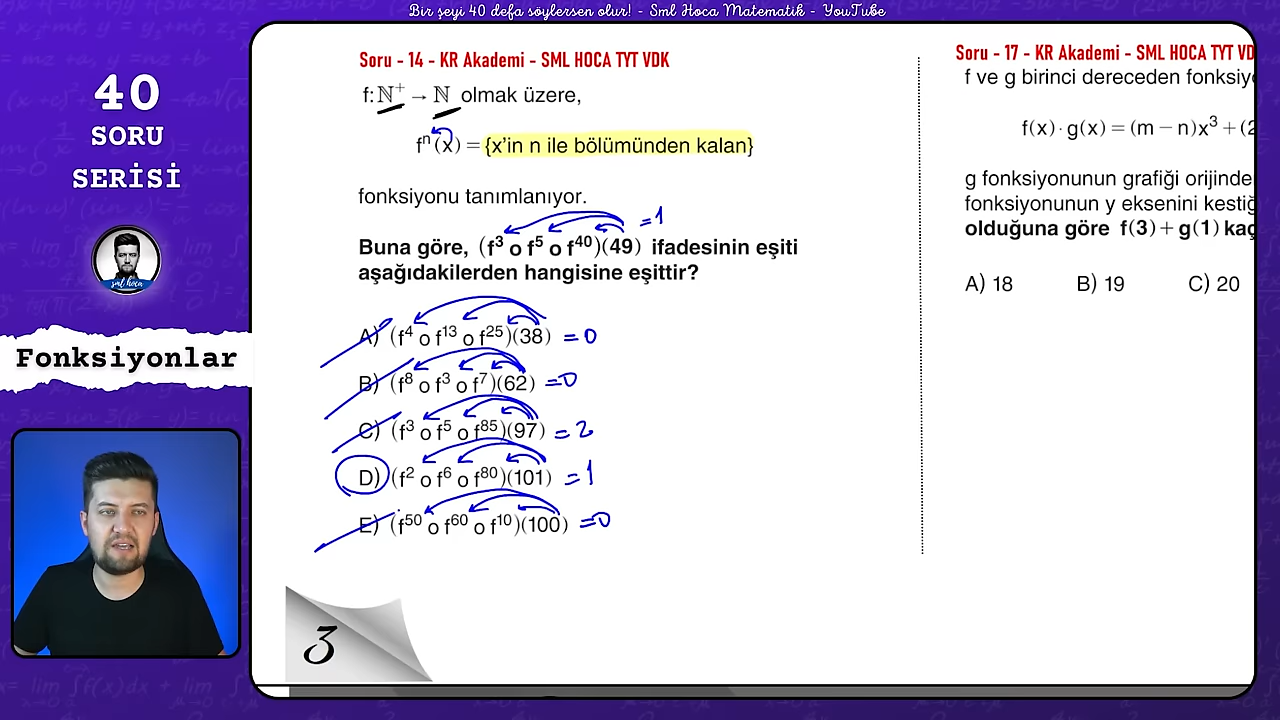 Bir şeyi 40 defa söylersen olur! - Sml Hoca Matematik - YouTube
40
SORU
SERİSİ
sml hoca
Fonksiyonlar
Soru - 14 - KR Akademi - SML HOCA TYT VDK
f: ℕ⁺ → ℕ olmak üzere,
fⁿ(x) = {x'in n ile bölümünden kalan}
fonksiyonu tanımlanıyor.
=1
Buna göre, (f³ o f⁵ o f⁴⁰)(49) ifadesinin eşiti
aşağıdakilerden hangisine eşittir?
A) (f⁴ o f¹³ o f²⁵)(38) =0
B) (f⁸ o f³ o f⁷)(62) =0
C) (f³ o f⁵ o f⁸⁵)(97) =2
D) (f² o f⁶ o f⁸⁰)(101) =1
E) (f⁵⁰ o f⁶⁰ o f¹⁰)(100) =0
3
Soru - 17 - KR Akademi - SML HOCA TYT VD
f ve g birinci dereceden fonksiy
f(x) · g(x) = (m − n)x³ + (2
g fonksiyonunun grafiği orijinde
fonksiyonunun y eksenini kestiğ
olduğuna göre f(3) + g(1) kaç
A) 18 B) 19 C) 20